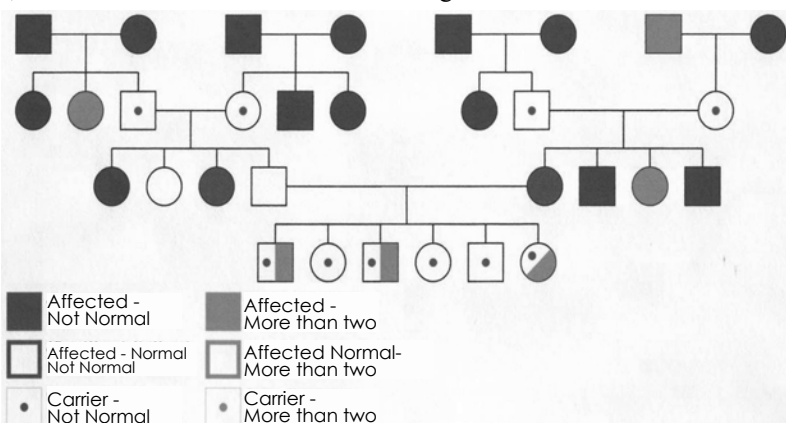 Affected -
Not Normal
Affected -
More than two
Affected - Normal
Not Normal
Affected Normal-
More than two
Carrier -
Not Normal
Carrier -
More than two